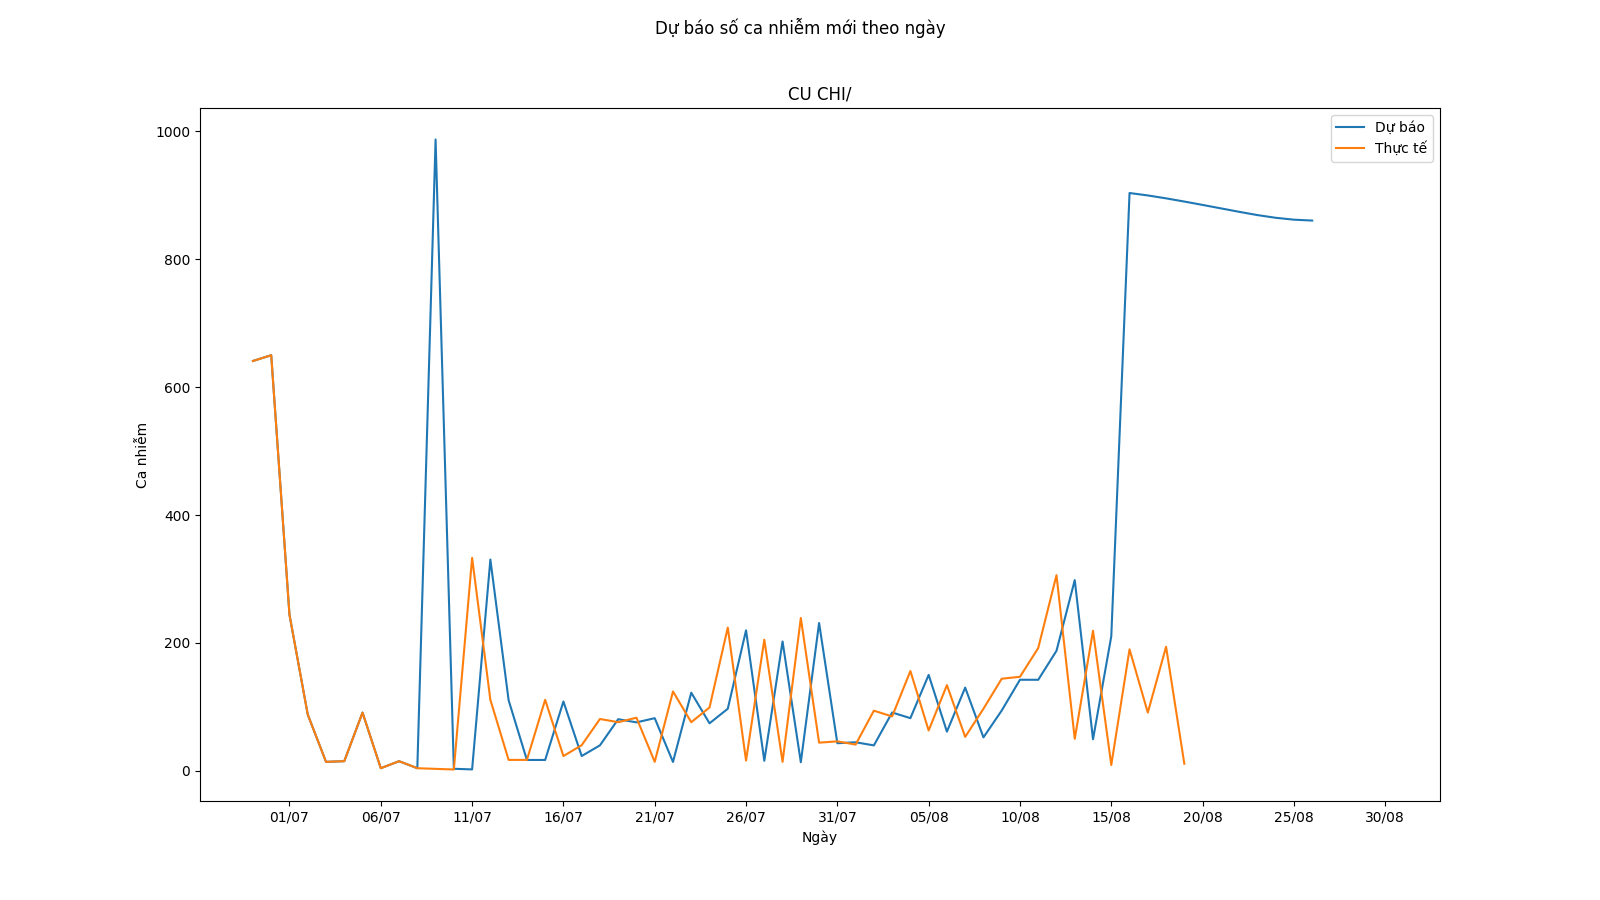 Dự báo số ca nhiễm mới theo ngày
CU CHI/
Dự báo
Thực tế
1000
800
600
400
200
0
Ca nhiễm
01/07 06/07 11/07 16/07 21/07 26/07 31/07 05/08 10/08 15/08 20/08 25/08 30/08
Ngày